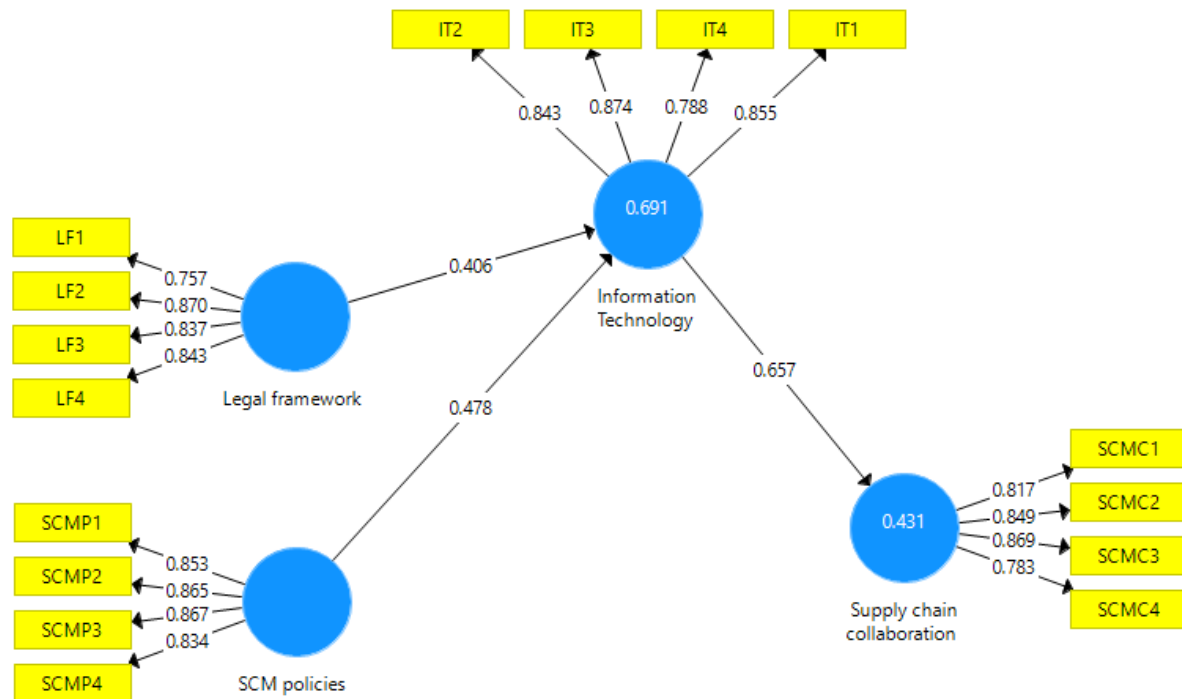 IT2 IT3 IT4 IT1
0.843 0.874 0.788 0.855
0.691
Information
Technology
LF1
LF2
LF3
LF4
0.757
0.870
0.837
0.843
Legal framework
0.406
0.478
0.657
SCMP1
SCMP2
SCMP3
SCMP4
0.853
0.865
0.867
0.834
SCM policies
0.431
Supply chain
collaboration
0.817
0.849
0.869
0.783
SCMC1
SCMC2
SCMC3
SCMC4